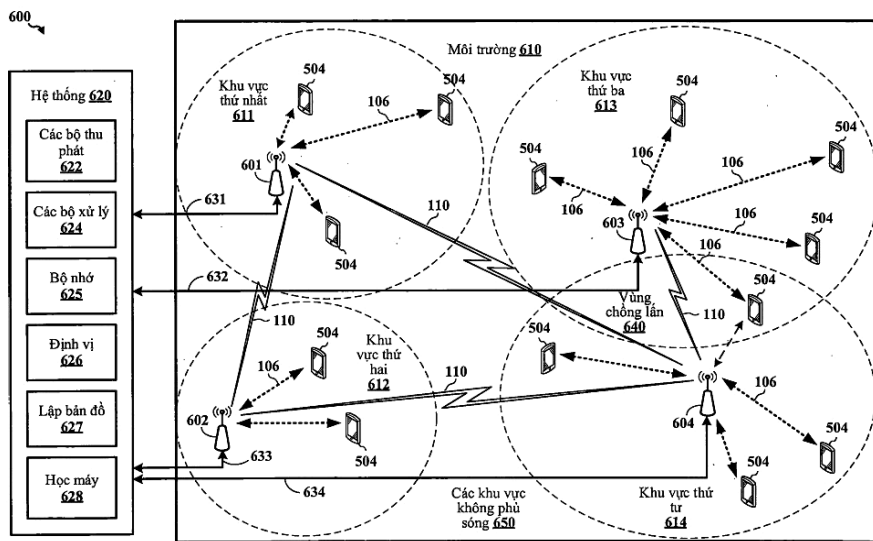 600
Hệ thống 620
Các bộ thu
phát
622
Các bộ xử lý
624
Bộ nhớ
625
Định vị
626
Lập bản đồ
627
Học máy
628
Môi trường 610
Khu vực
thứ nhất
611
504
504
106
601
504
631
632
110
110
Khu vực
thứ ba
613
504
504
504
504
106
106
106
106
106
603
504
Vùng
chồng lấn
640
110
504
Khu vực thứ
hai
612
504
106
602
504
633
634
110
604
106
504
504
Các khu vực
không phủ
sóng 650
Khu vực thứ
tư
614